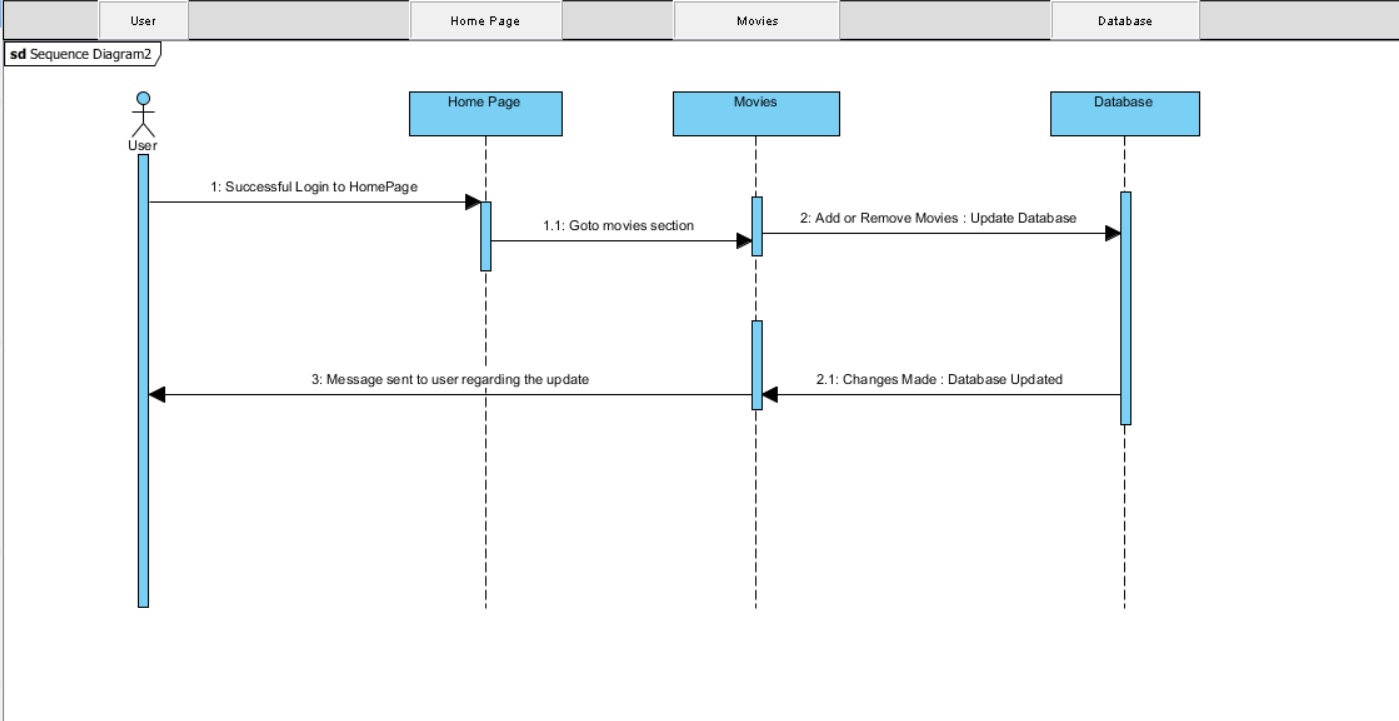 User
Home Page
Movies
Database
sd Sequence Diagram2
Home Page
Movies
Database
User
1: Successful Login to HomePage
1.1: Goto movies section
2: Add or Remove Movies : Update Database
3: Message sent to user regarding the update
2.1: Changes Made : Database Updated